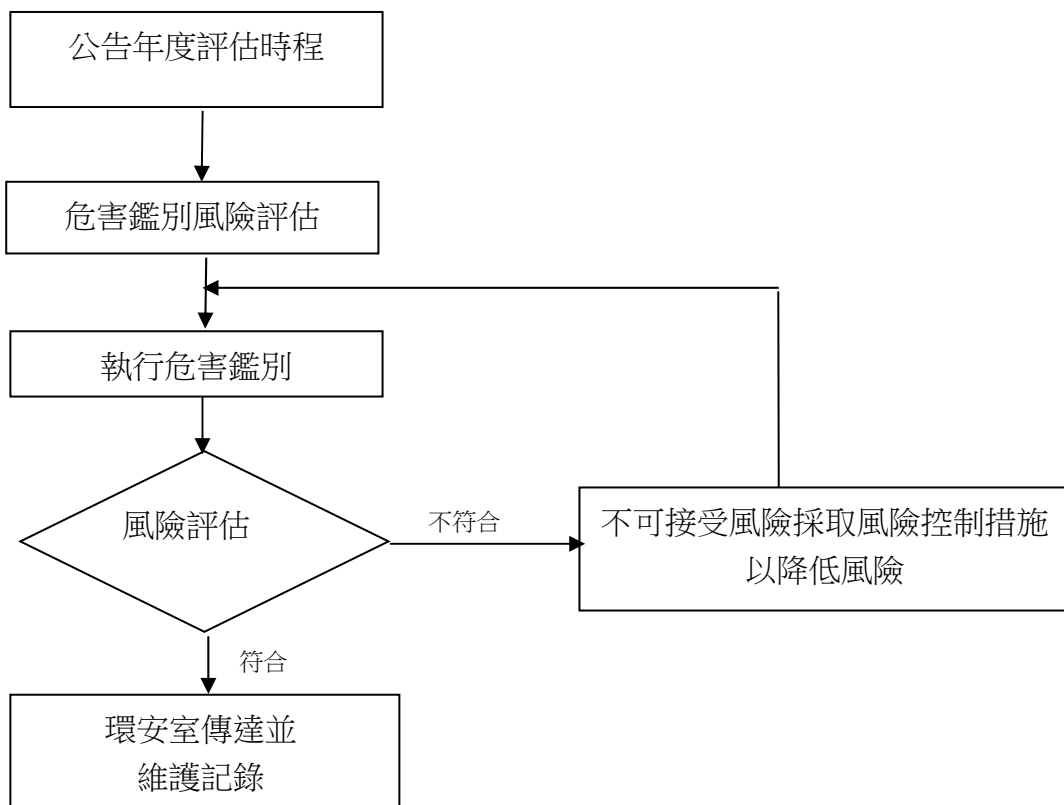 公告年度評估時程
危害鑑別風險評估
執行危害鑑別
風險評估
不符合
不可接受風險採取風險控制措施
以降低風險
符合
環安室傳達並
維護記錄